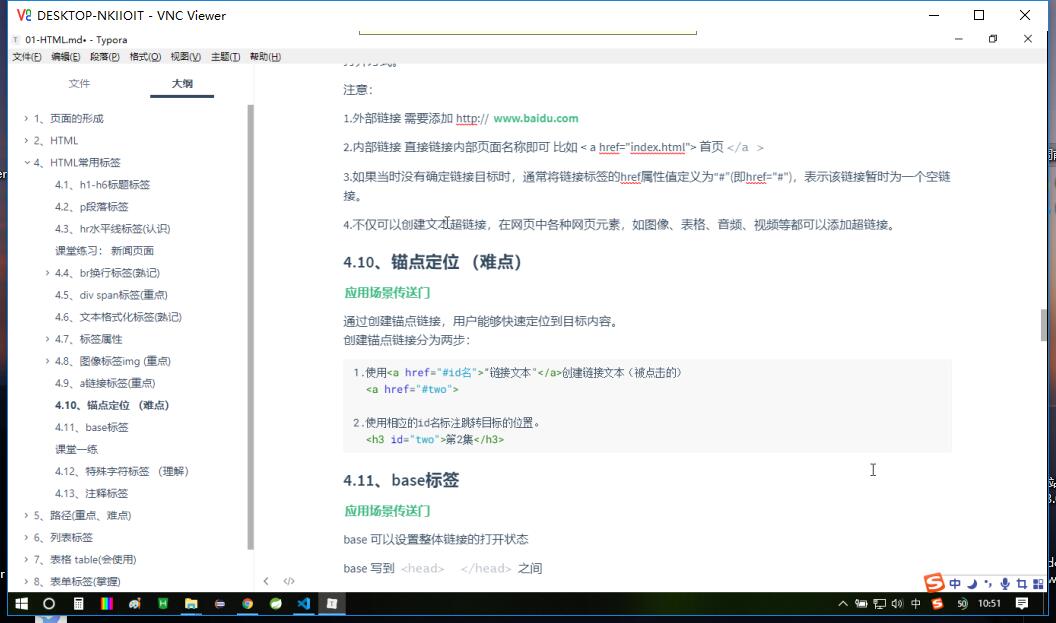 DESKTOP-NKIIOIT - VNC Viewer
01-HTML.md• - Typora
文件(F) 编辑(E) 段落(P) 格式(O) 视图(V) 主题(T) 帮助(H)
文件 大纲
1、页面的形成
2、HTML
4、HTML常用标签
4.1、h1-h6标题标签
4.2、p段落标签
4.3、hr水平线标签(认识)
课堂练习： 新闻页面
4.4、br换行标签(熟记)
4.5、div span标签(重点)
4.6、文本格式化标签(熟记)
4.7、标签属性
4.8、图像标签img (重点)
4.9、a链接标签(重点)
4.10、锚点定位 （难点）
4.11、base标签
课堂一练
4.12、特殊字符标签 （理解）
4.13、注释标签
5、路径(重点、难点)
6、列表标签
7、表格 table(会使用)
8、表单标签(掌握)
注意：
1.外部链接 需要添加 http:// www.baidu.com
2.内部链接 直接链接内部页面名称即可 比如 < a href="index.html"> 首页 </a >
3.如果当时没有确定链接目标时，通常将链接标签的href属性值定义为“#”(即href="#")，表示该链接暂时为一个空链
接。
4.不仅可以创建文本超链接，在网页中各种网页元素，如图像、表格、音频、视频等都可以添加超链接。
4.10、锚点定位 （难点）
应用场景传送门
通过创建锚点链接，用户能够快速定位到目标内容。
创建锚点链接分为两步：
1.使用<a href="#id名">“链接文本"</a>创建链接文本（被点击的）
<a href="#two">
2.使用相应的id名标注跳转目标的位置。
<h3 id="two">第2集</h3>
4.11、base标签
应用场景传送门
base 可以设置整体链接的打开状态
base 写到 <head> </head> 之间
中
中
50
10:51